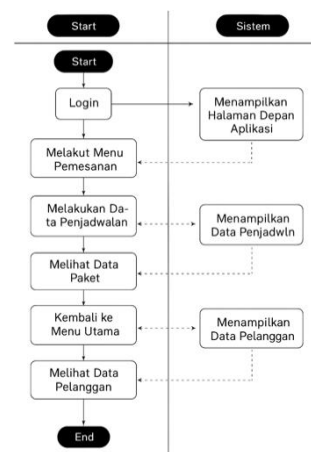 Start
Sistem
Start
Login
Menampilkan
Halaman Depan
Aplikasi
Melakut Menu
Pemesanan
Melakukan Da-
ta Penjadwalan
Menampilkan
Data Penjadwln
Melihat Data
Paket
Kembali ke
Menu Utama
Menampilkan
Data Pelanggan
Melihat Data
Pelanggan
End